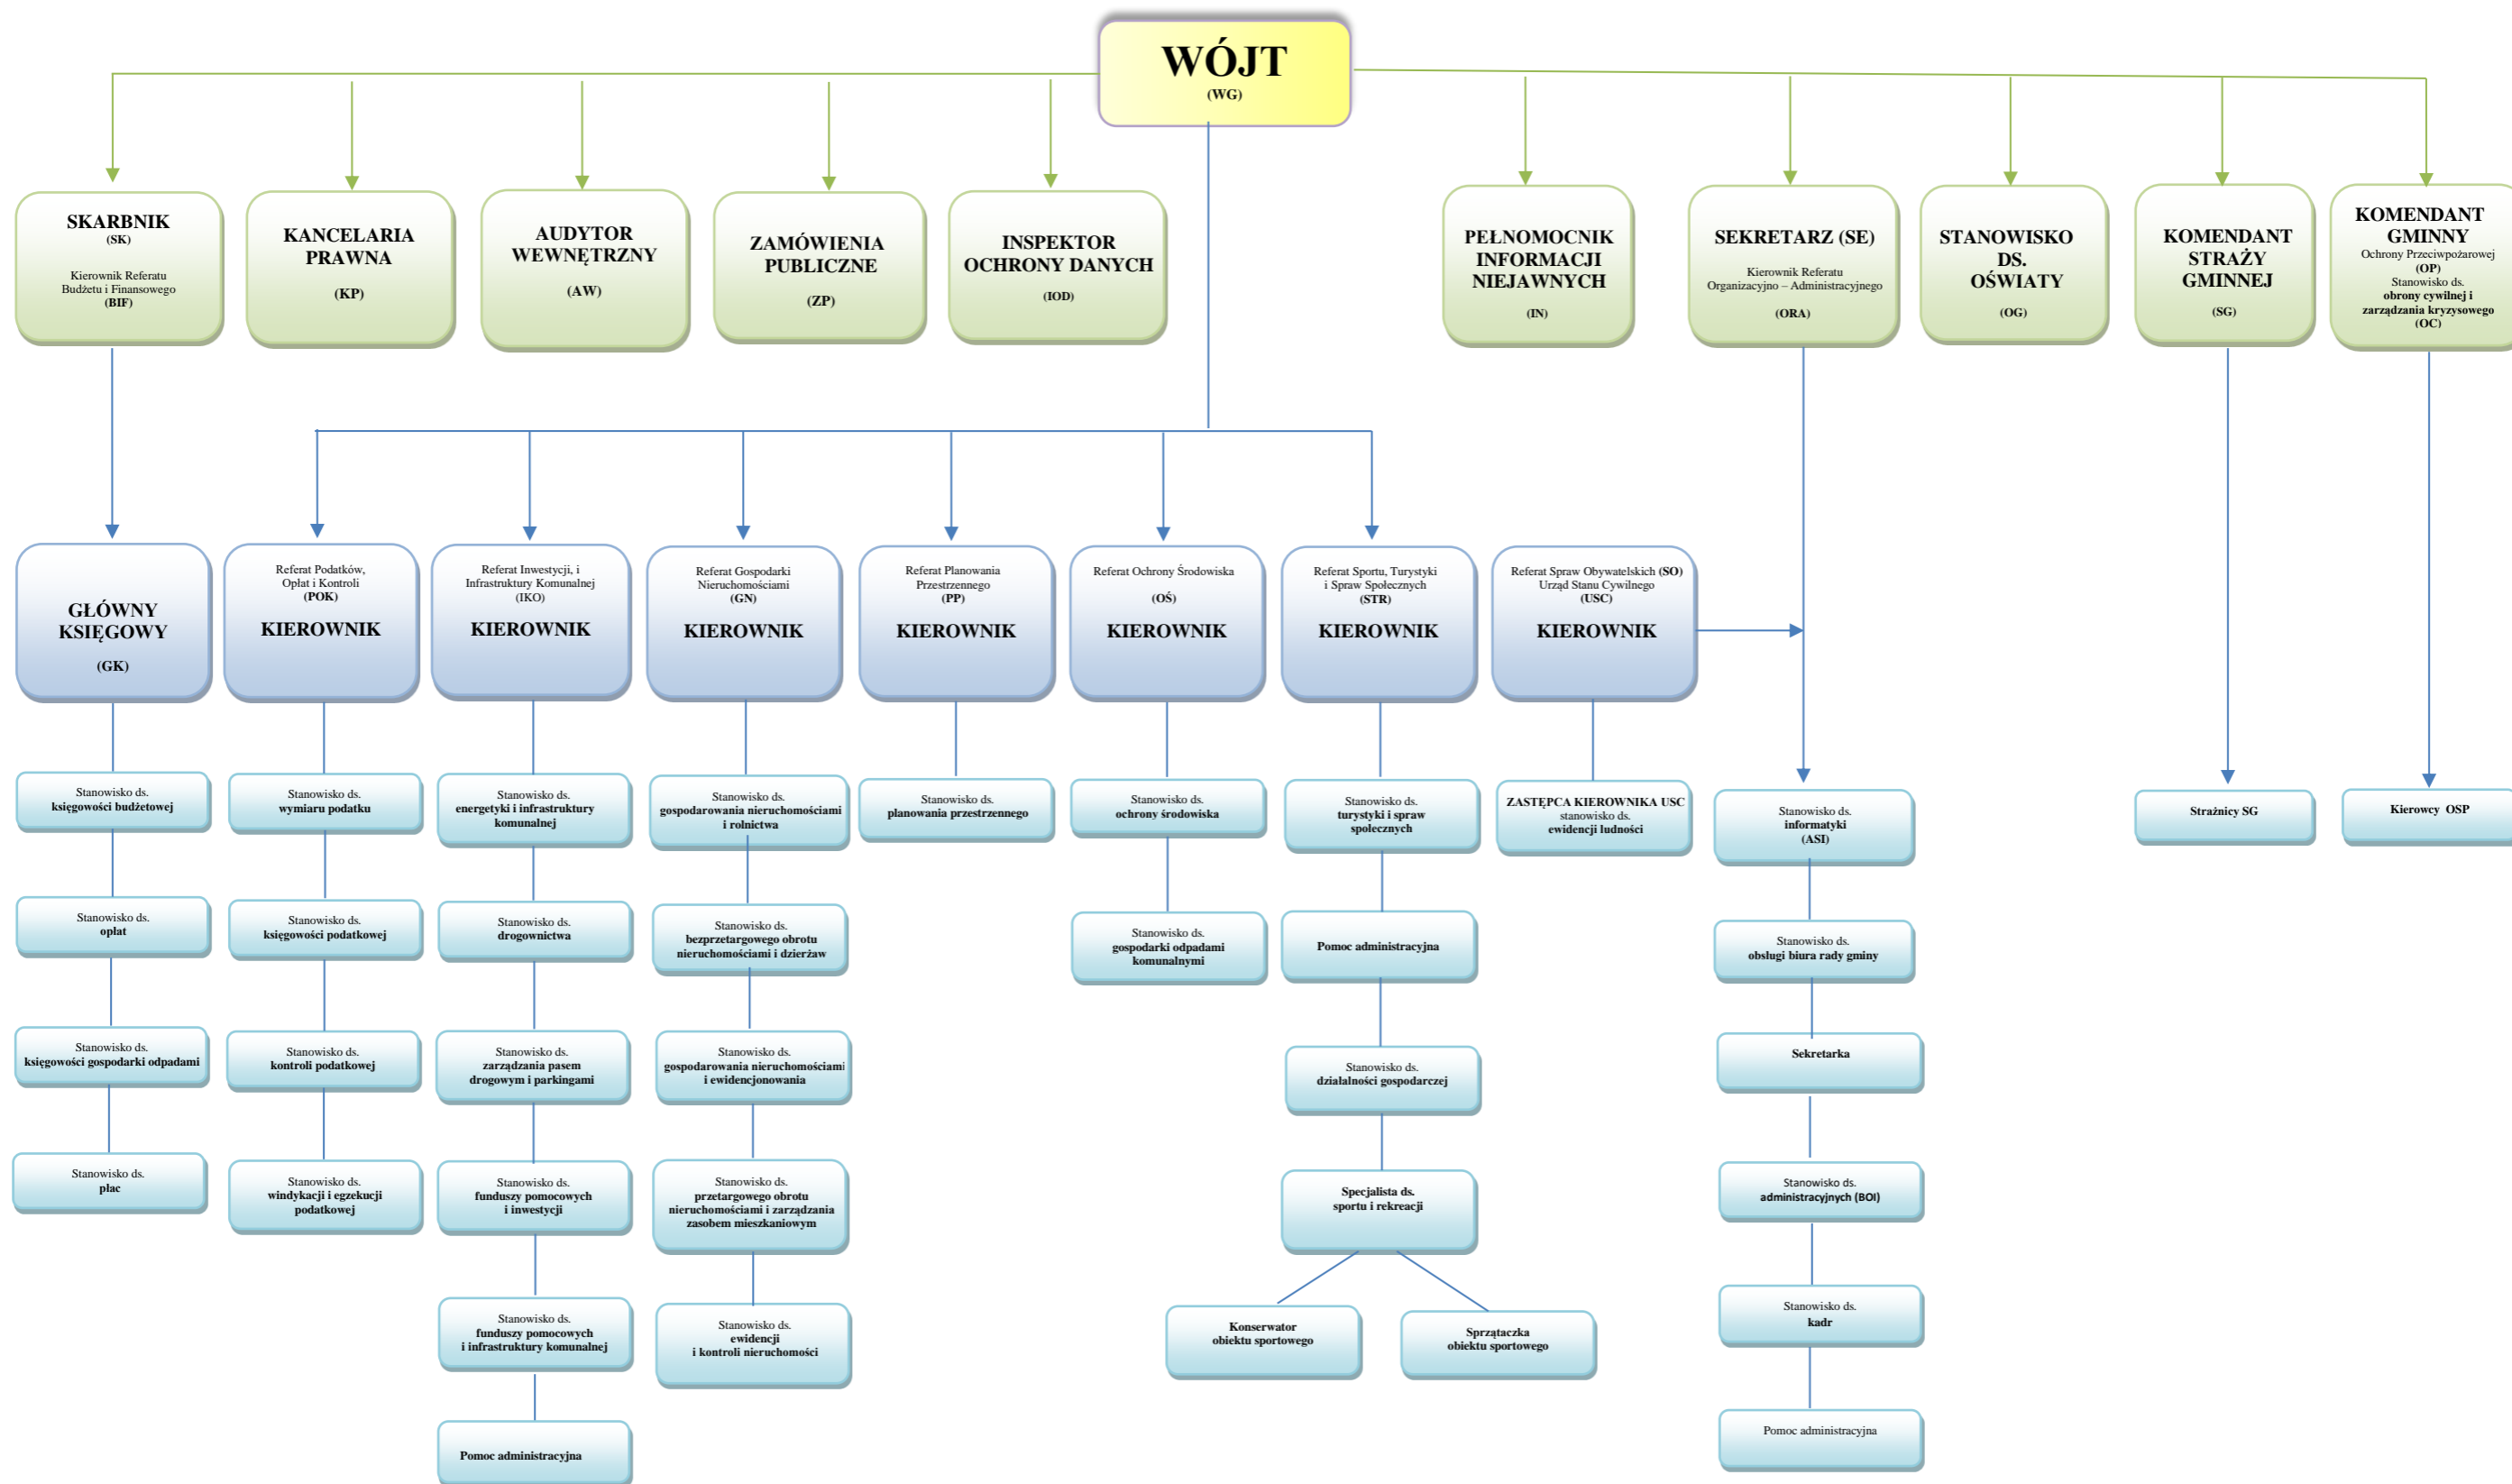 WÓJT
(WG)
SKARBNIK
(SK)
Kierownik Referatu
Budżetu i Finansowego
(BIF)
KANCELARIA
PRAWNA
(KP)
AUDYTOR
WEWNĘTRZNY
(AW)
ZAMÓWIENIA
PUBLICZNE
(ZP)
INSPEKTOR
OCHRONY DANYCH
(IOD)
PEŁNOMOCNIK
INFORMACJI
NIEJAWNYCH
(IN)
SEKRETARZ (SE)
Kierownik Referatu
Organizacyjno – Administracyjnego
(ORA)
STANOWISKO
DS.
OŚWIATY
(OG)
KOMENDANT
STRAŻY
GMINNEJ
(SG)
KOMENDANT
GMINNY
Ochrony Przeciwpożarowej
(OP)
Stanowisko ds.
obrony cywilnej i
zarządzania kryzysowego
(OC)
GŁÓWNY
KSIĘGOWY
(GK)
Referat Podatków,
Opłat i Kontroli
(POK)
KIEROWNIK
Referat Inwestycji, i
Infrastruktury Komunalnej
(IKO)
KIEROWNIK
Referat Gospodarki
Nieruchomościami
(GN)
KIEROWNIK
Referat Planowania
Przestrzennego
(PP)
KIEROWNIK
Referat Ochrony Środowiska
(OŚ)
KIEROWNIK
Referat Sportu, Turystyki
i Spraw Społecznych
(STR)
KIEROWNIK
Referat Spraw Obywatelskich (SO)
Urząd Stanu Cywilnego
(USC)
KIEROWNIK
Stanowisko ds.
księgowości budżetowej
Stanowisko ds.
wymiaru podatku
Stanowisko ds.
energetyki i infrastruktury
komunalnej
Stanowisko ds.
gospodarowania nieruchomościami
i rolnictwa
Stanowisko ds.
planowania przestrzennego
Stanowisko ds.
ochrony środowiska
Stanowisko ds.
turystyki i spraw
społecznych
ZASTĘPCA KIEROWNIKA USC
stanowisko ds.
ewidencji ludności
Stanowisko ds.
informatyki
(ASI)
Strażnicy SG
Kierowcy OSP
Stanowisko ds.
opłat
Stanowisko ds.
księgowości podatkowej
Stanowisko ds.
drogownictwa
Stanowisko ds.
bezprzetargowego obrotu
nieruchomościami i dzierżaw
Stanowisko ds.
gospodarki odpadami
komunalnymi
Pomoc administracyjna
Stanowisko ds.
obsługi biura rady gminy
Stanowisko ds.
księgowości gospodarki odpadami
Stanowisko ds.
kontroli podatkowej
Stanowisko ds.
zarządzania pasem
drogowym i parkingami
Stanowisko ds.
gospodarowania nieruchomościami
i ewidencjonowania
Stanowisko ds.
działalności gospodarczej
Sekretarka
Stanowisko ds.
płac
Stanowisko ds.
windykacji i egzekucji
podatkowej
Stanowisko ds.
funduszy pomocowych
i inwestycji
Stanowisko ds.
przetargowego obrotu
nieruchomościami i zarządzania
zasobem mieszkaniowym
Specjalista ds.
sportu i rekreacji
Stanowisko ds.
administracyjnych (BOI)
Stanowisko ds.
funduszy pomocowych
i infrastruktury komunalnej
Stanowisko ds.
ewidencji
i kontroli nieruchomości
Konserwator
obiektu sportowego
Sprzątaczka
obiektu sportowego
Stanowisko ds.
kadr
Pomoc administracyjna
Pomoc administracyjna